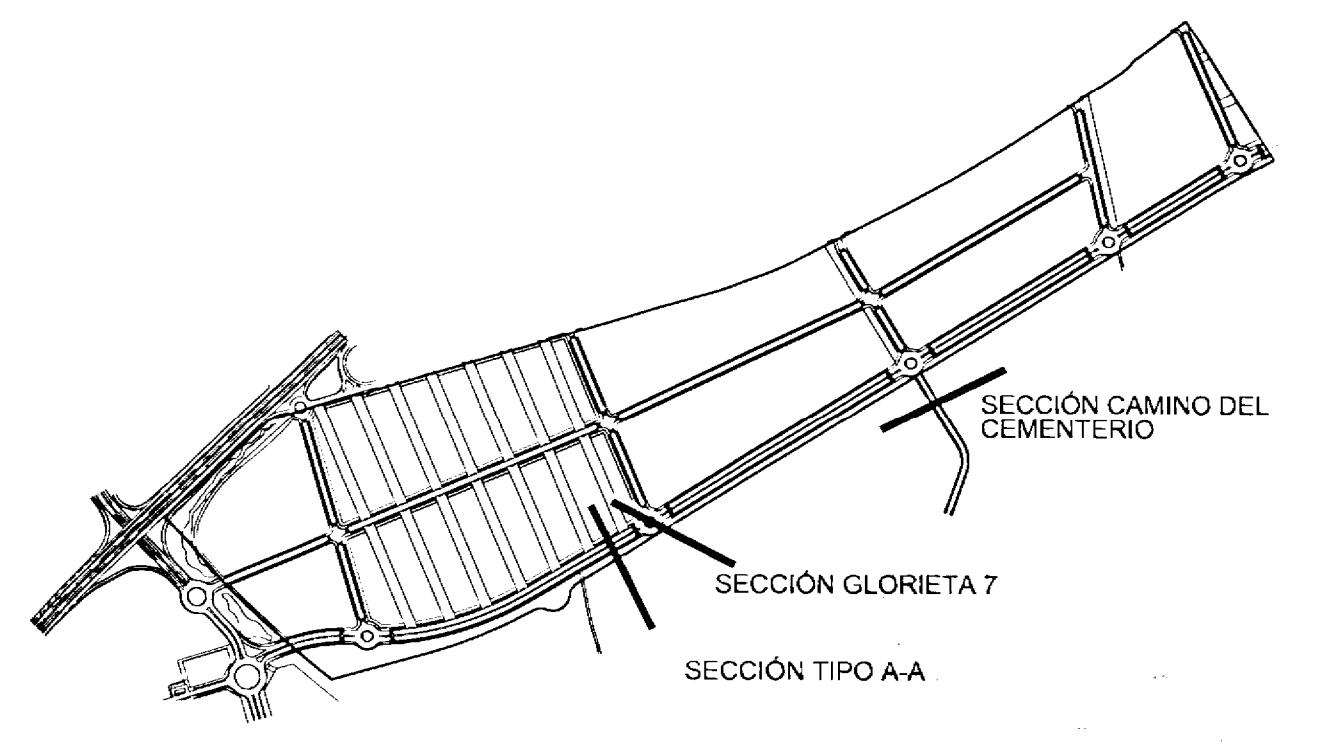 SECCIÓN CAMINO DEL
CEMENTERIO
SECCIÓN GLORIETA 7
SECCIÓN TIPO A-A